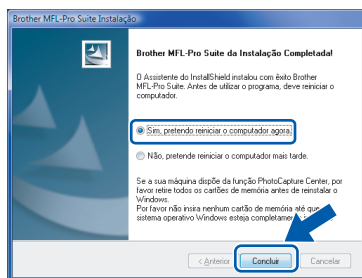 Brother MFL-Pro Suite Instalação
Brother MFL-Pro Suite da Instalação Completada!
O Assistente do InstallShield instalou com êxito Brother
MFL-Pro Suite. Antes de utilizar o programa, deve reiniciar o
computador.
Sim, pretendo reiniciar o computador agora.
Não, pretende reiniciar o computador mais tarde.
Se a sua máquina dispõe da função PhotoCapture Center, por
favor retire todos os cartões de memória antes de reinstalar o
Windows.
Por favor não insira nenhum cartão de memória até que
sistema operativo Windows esteja completamente
< Anterior
Concluir
Cancelar